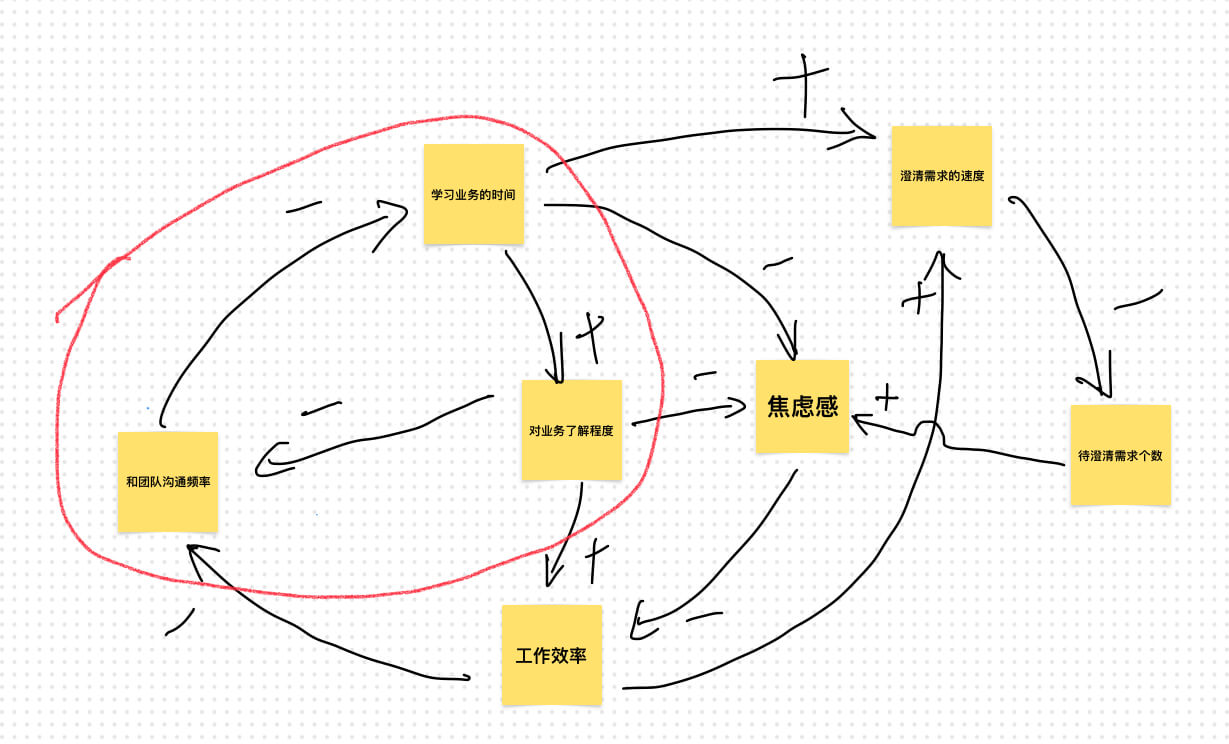 +
学习业务的时间
澄清需求的速度
-
-
+
-
+
-
+
-
对业务了解程度
焦虑感
待澄清需求个数
和团队沟通频率
+
-
-
工作效率